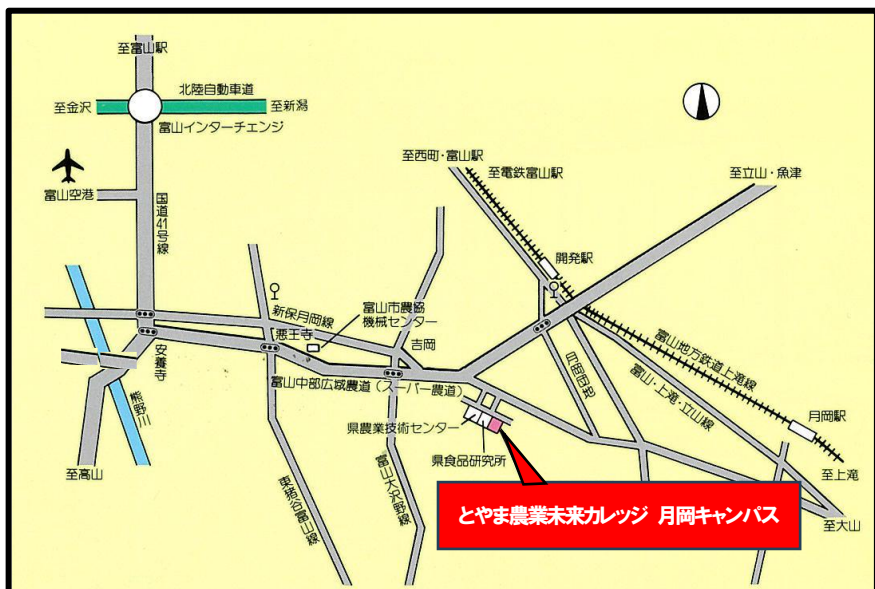 至富山駅
北陸自動車道
至金沢
至新潟
富山インターチェンジ
至西町・富山駅
至電鉄富山駅
至立山・魚津
富山空港
国道41号線
開発駅
新保月岡線
富山市農協
機械センター
悪王寺
吉岡
安養寺
富山中部広域農道(スーパー農道)
月岡団地
富山地方鉄道上滝線
富山・上滝・立山線
月岡駅
熊野川
県農業技術センター
県食品研究所
至高山
至上滝
東猪谷富山線
富山大沢野線
とやま農業未来カレッジ 月岡キャンパス
至大山